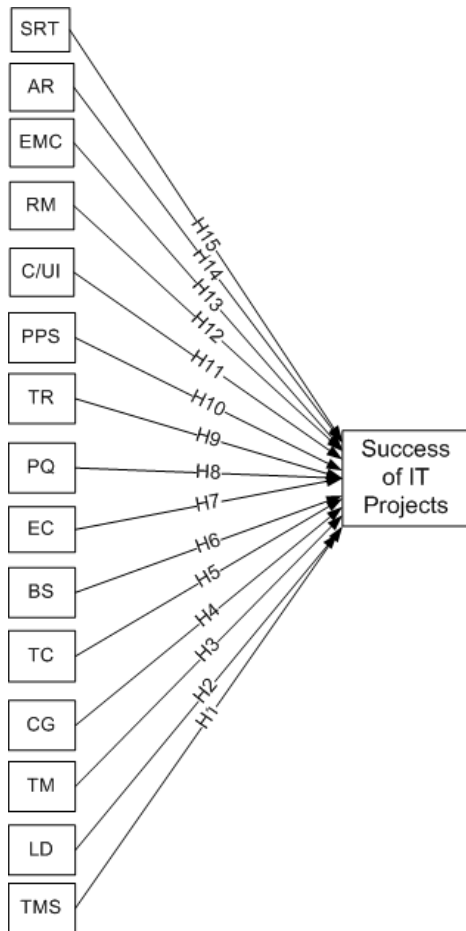 SRT
AR
EMC
RM
C/UI
PPS
TR
PQ
EC
BS
TC
CG
TM
LD
TMS
H15
H14
H13
H12
H11
H10
H9
H8
H7
H6
H5
H4
H3
H2
H1
Success
of IT
Projects